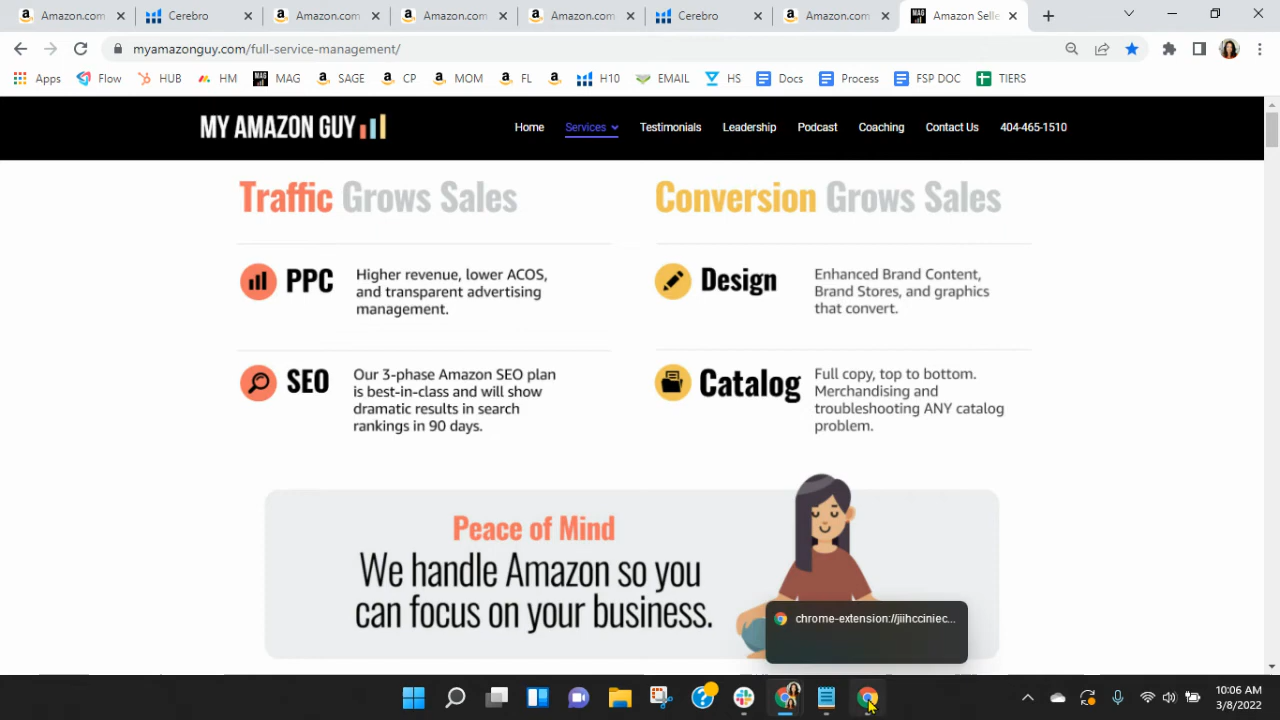 Amazon.com
Cerebro
Amazon.com
Amazon.com
Amazon.com
Cerebro
Amazon.com
Amazon Selle
myamazonguy.com/full-service-management/
Apps Flow HUB HM MAG SAGE CP MOM FL H10 EMAIL HS Docs Process FSP DOC TIERS
MY AMAZON GUY Home Services Testimonials Leadership Podcast Coaching Contact Us 404-465-1510
Traffic Grows Sales
PPC
Higher revenue, lower ACOS,
and transparent advertising
management.
SEO
Our 3-phase Amazon SEO plan
is best-in-class and will show
dramatic results in search
rankings in 90 days.
Conversion Grows Sales
Design
Enhanced Brand Content,
Brand Stores, and graphics
that convert.
Catalog
Full copy, top to bottom.
Merchandising and
troubleshooting ANY catalog
problem.
Peace of Mind
We handle Amazon so you
can focus on your business.
chrome-extension://jiihcciniec...
10:06 AM
3/8/2022